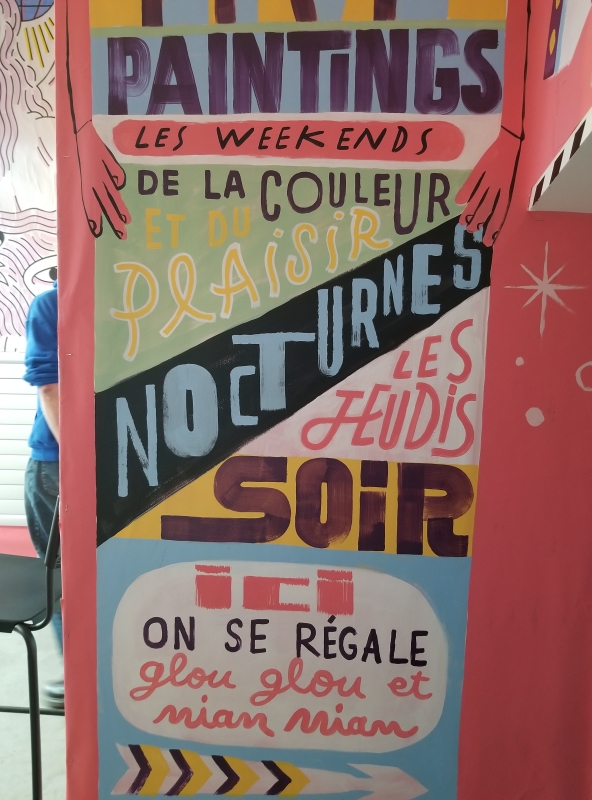 PAINTINGS
LES WEEKENDS
DE LA COULEUR
ET DU
PLAISIR
NOCTURNES
LES
JEUDIS
SOIR
ici
ON SE RÉGALE
glou glou et
miam miam